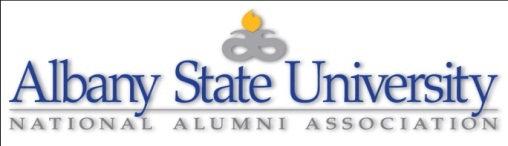 Albany State University
NATIONAL ALUMNI ASSOCIATION